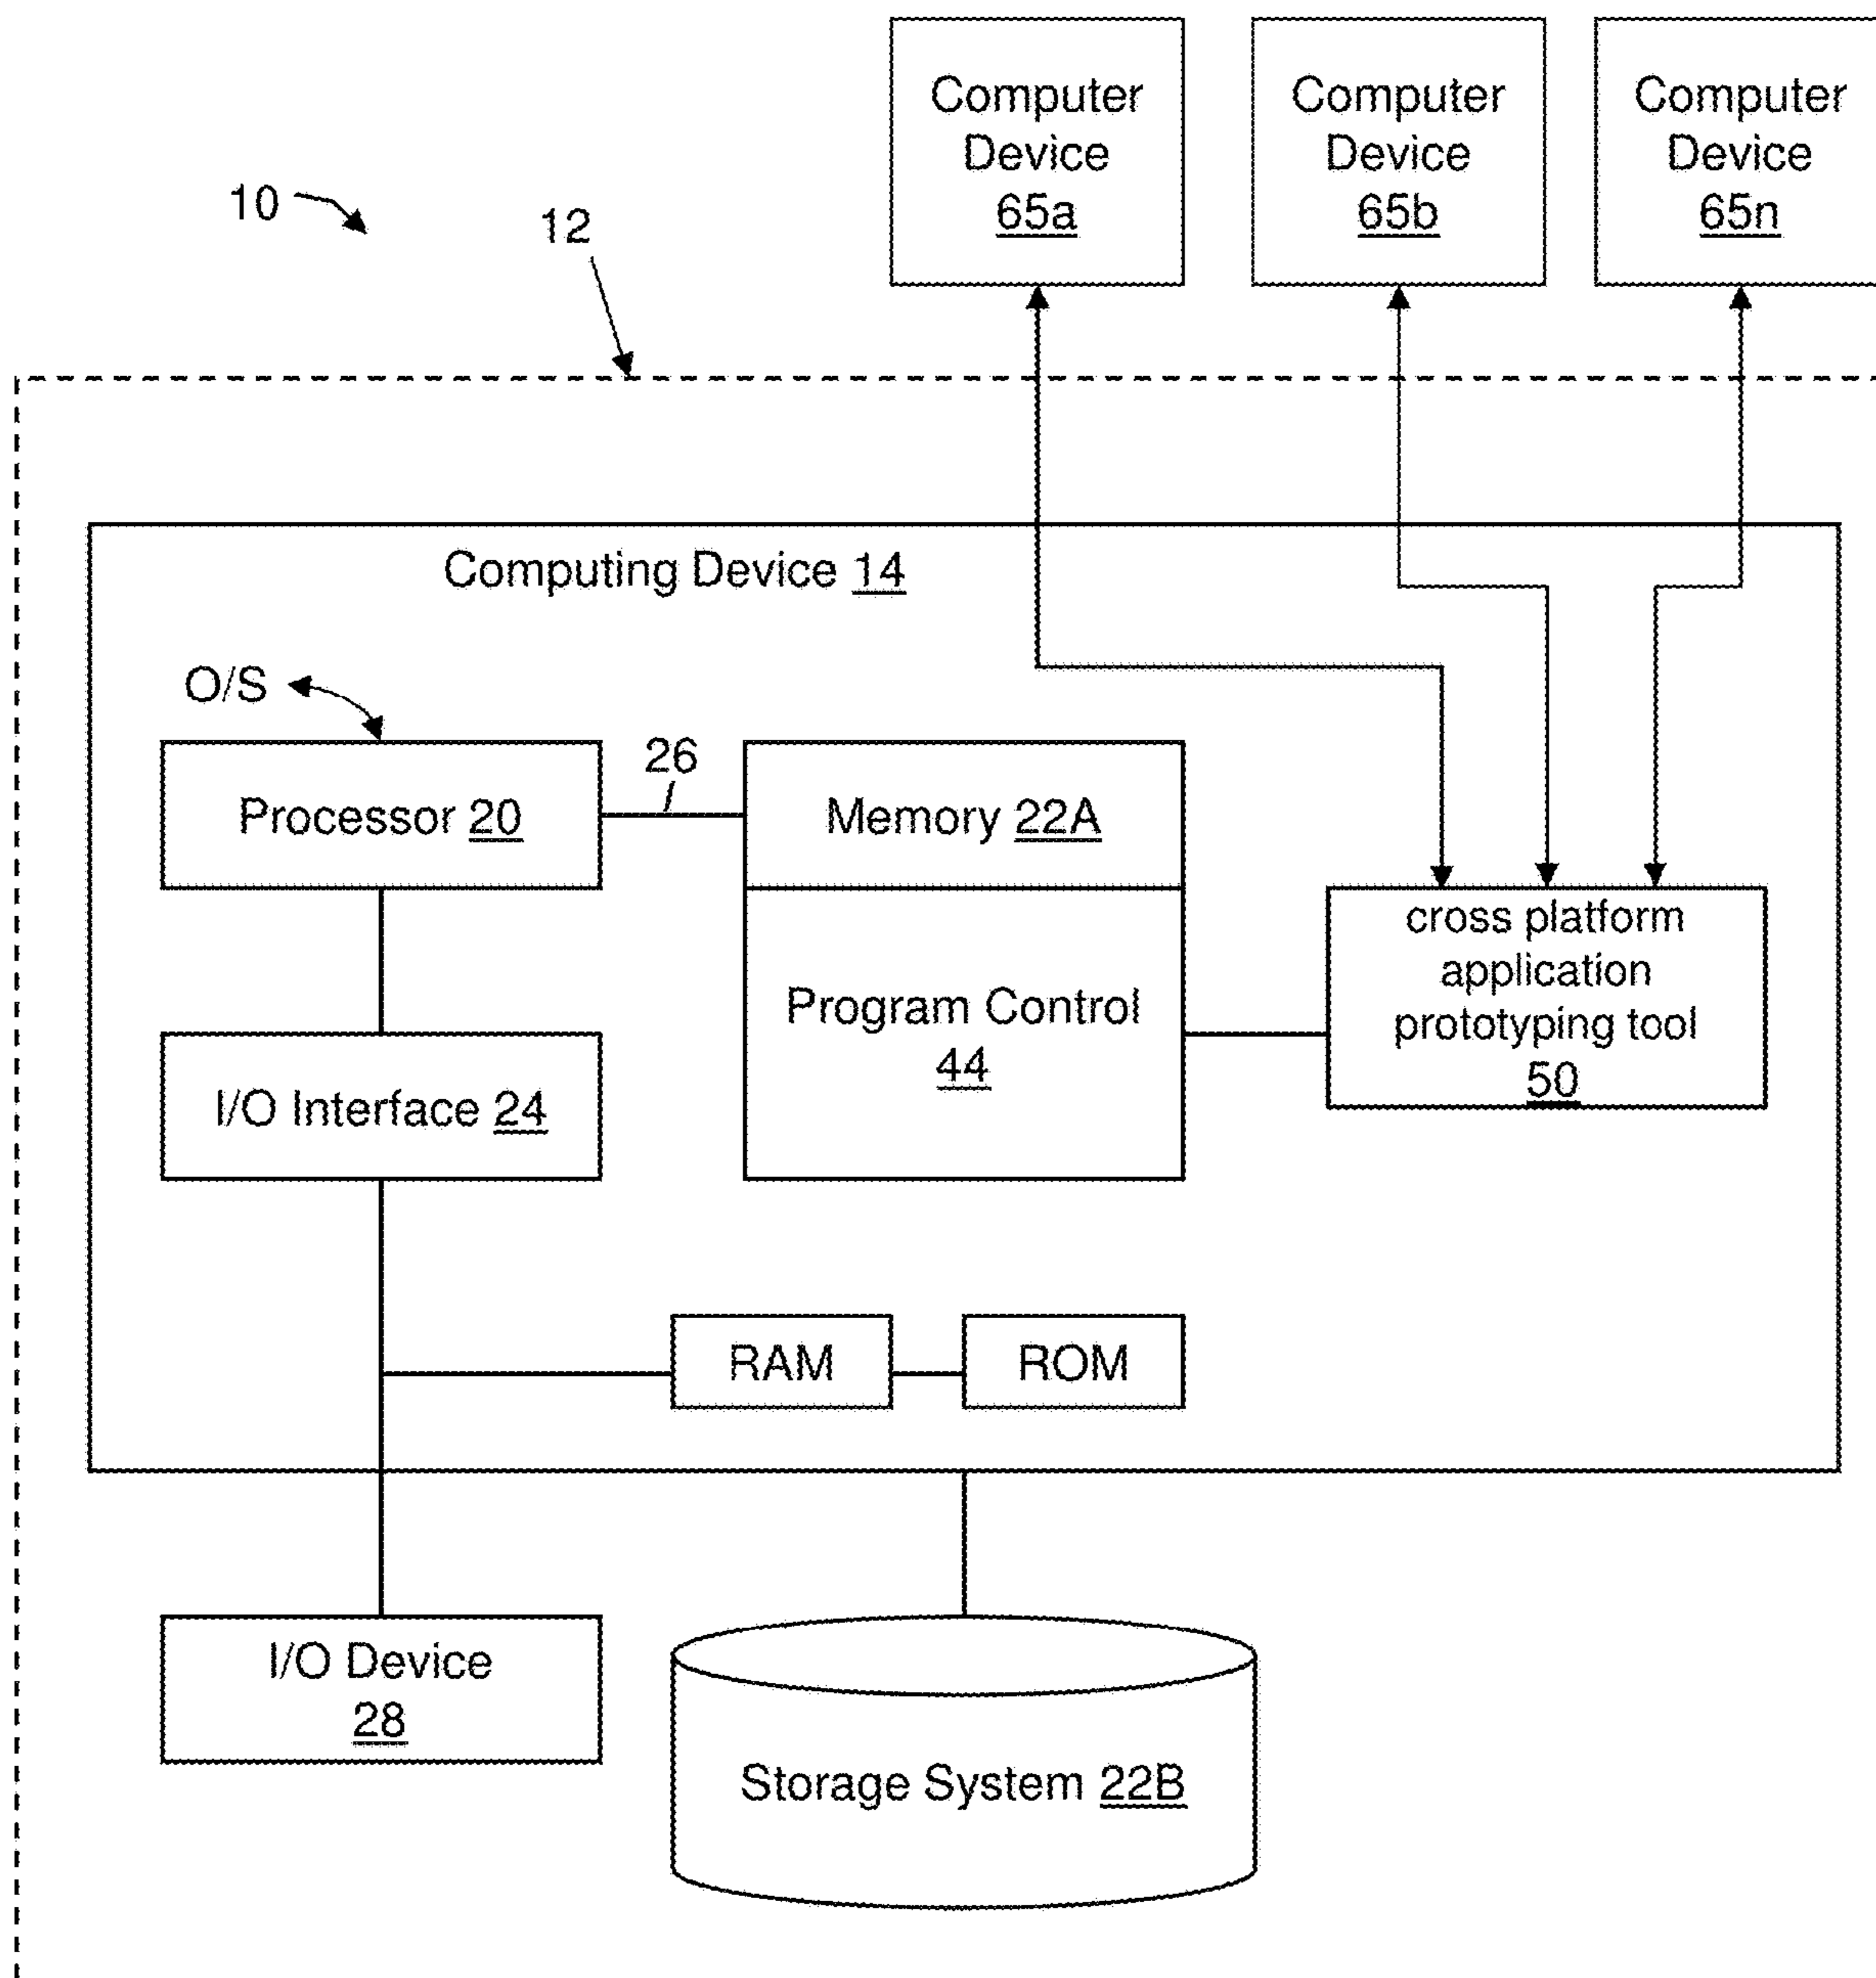 Computer
Device
65a
Computer
Device
65b
Computer
Device
65n
10
12
Computing Device 14
O/S
26
Processor 20
Memory 22A
cross platform
application
prototyping tool
50
Program Control
44
I/O Interface 24
RAM
ROM
I/O Device
28
Storage System 22B